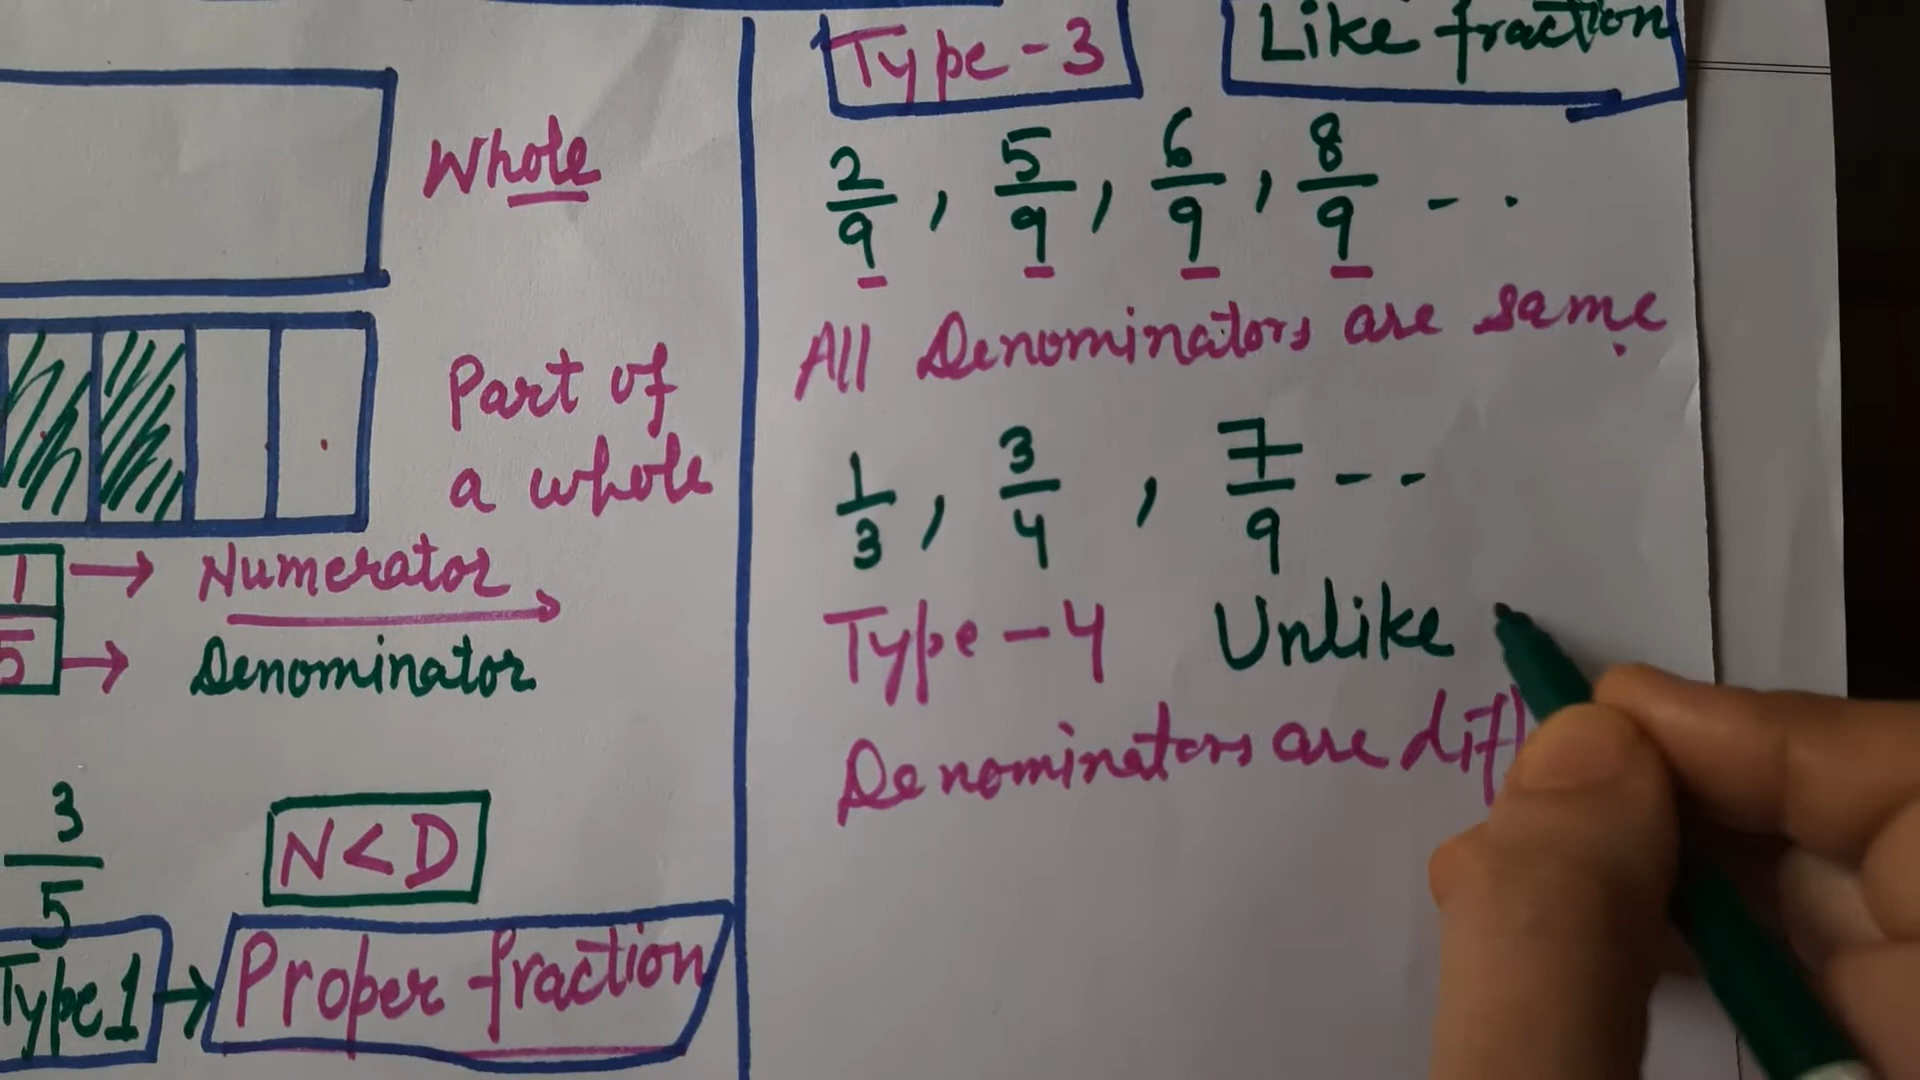 Whole
Part of
a whole
1 → Numerator
5 → Denominator
3
5
N<D
Type 1 → Proper fraction
Type-3 Like fraction
2/9, 5/9, 6/9, 8/9 - ..
All Denominators are same.
1/3, 3/4, 7/9 --
Type-4 Unlike
Denominators are